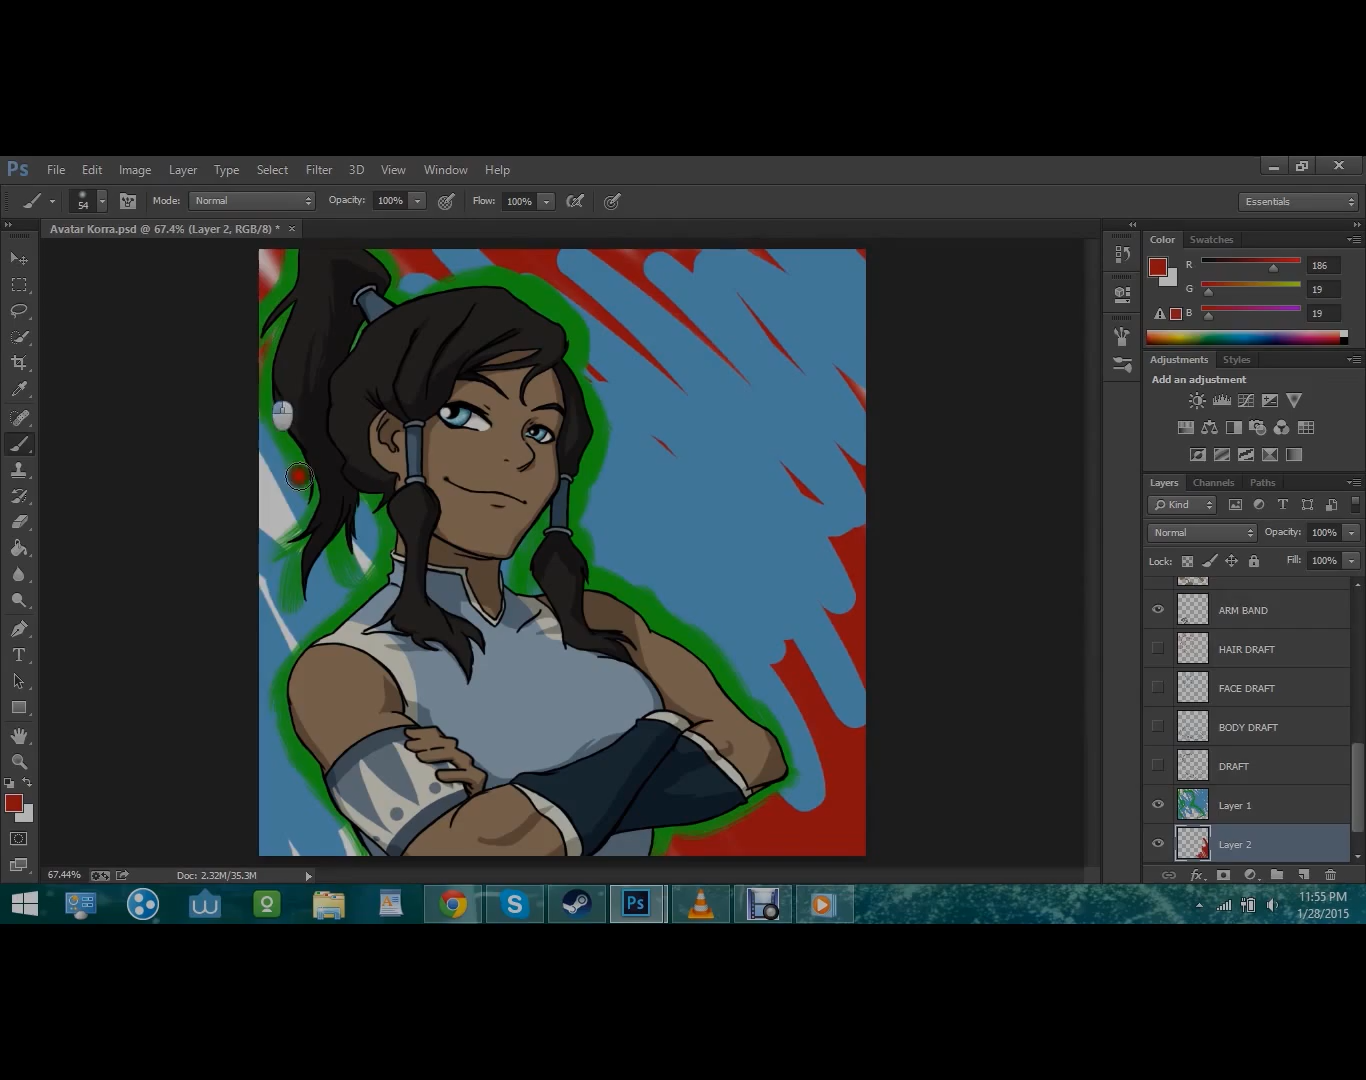 Ps File Edit Image Layer Type Select Filter 3D View Window Help
54 Mode: Normal Opacity: 100% Flow: 100% Essentials
Avatar Korra.psd @ 67.4% (Layer 2, RGB/8) * ×
Color Swatches
R 186
G 19
B 19
Adjustments Styles
Add an adjustment
Layers Channels Paths
Kind
Normal Opacity: 100%
Lock: Fill: 100%
ARM BAND
HAIR DRAFT
FACE DRAFT
BODY DRAFT
DRAFT
Layer 1
Layer 2
67.44% Doc: 2.32M/35.3M
11:55 PM
1/28/2015